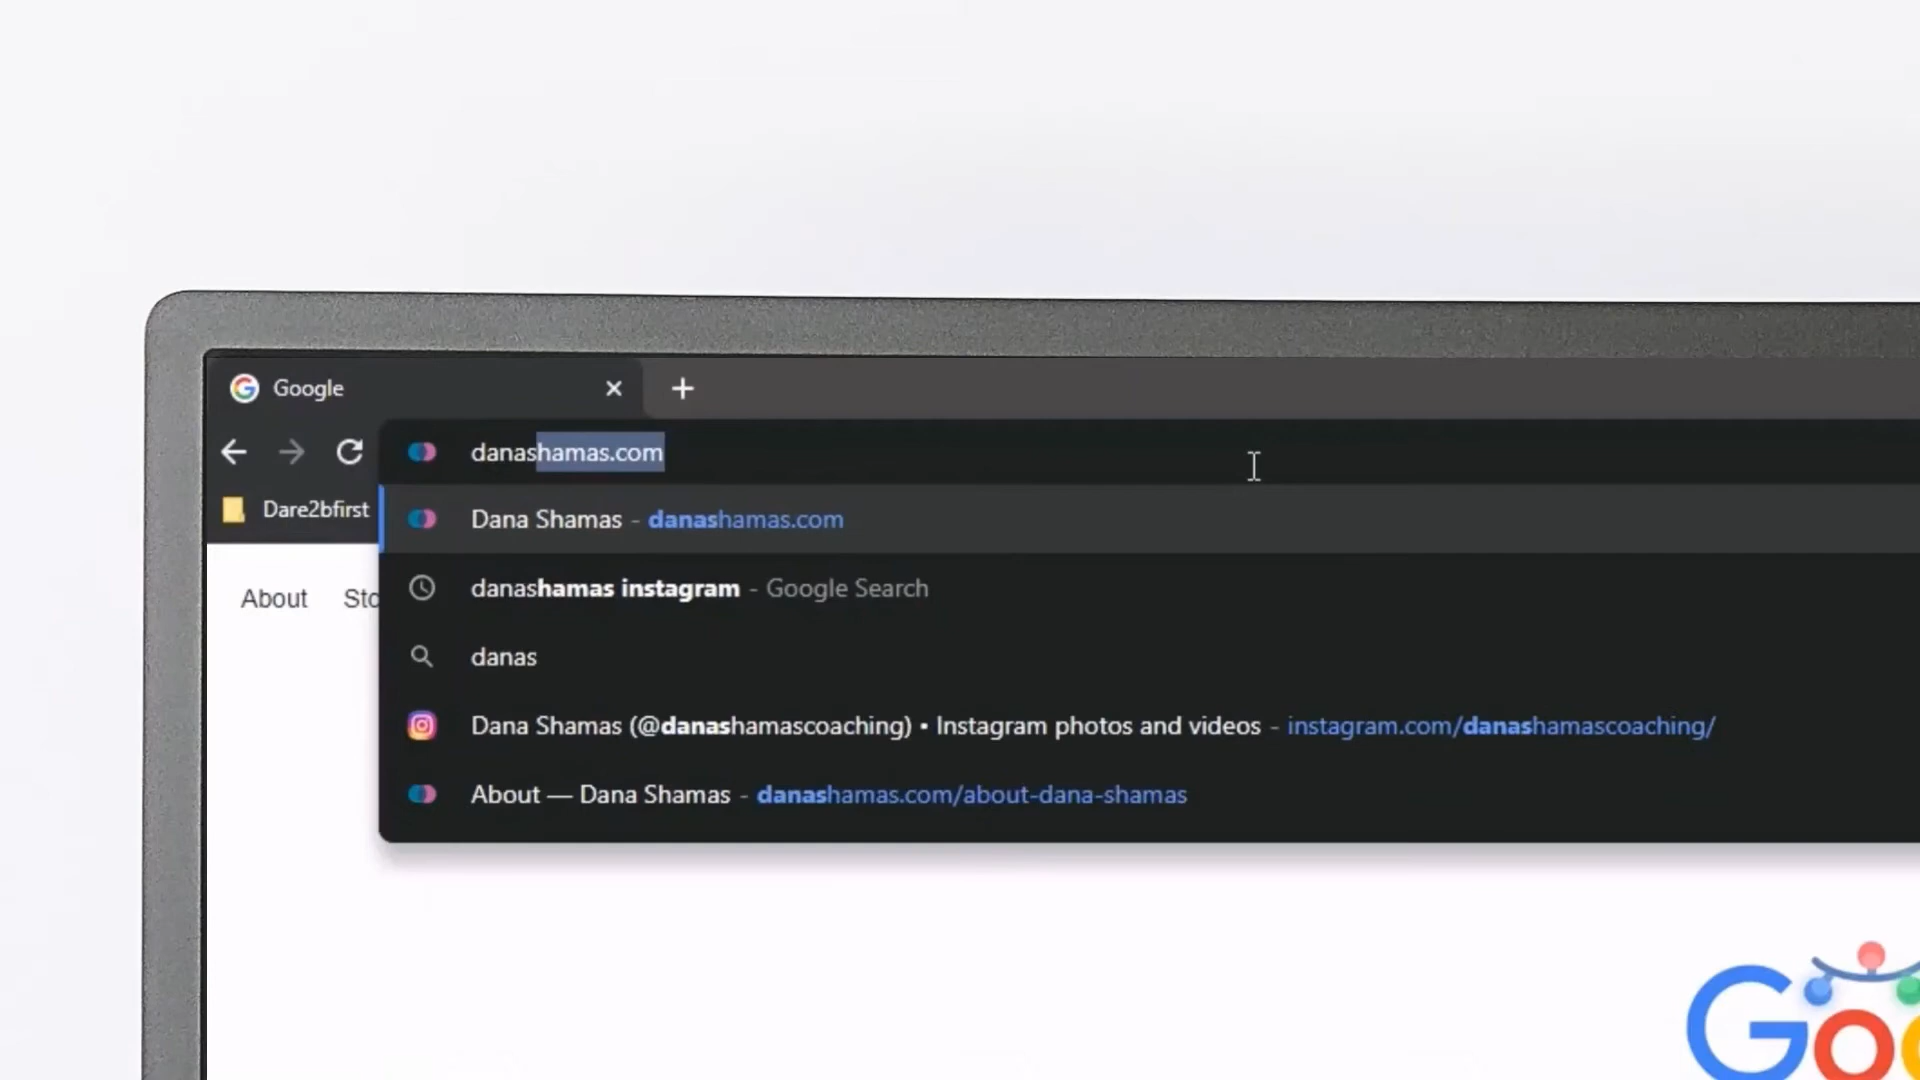 Google
danashamas.com
Dare2bfirst
Dana Shamas - danashamas.com
danashamas instagram - Google Search
About
danas
Dana Shamas (@danashamascoaching) • Instagram photos and videos - instagram.com/danashamascoaching/
About — Dana Shamas - danashamas.com/about-dana-shamas